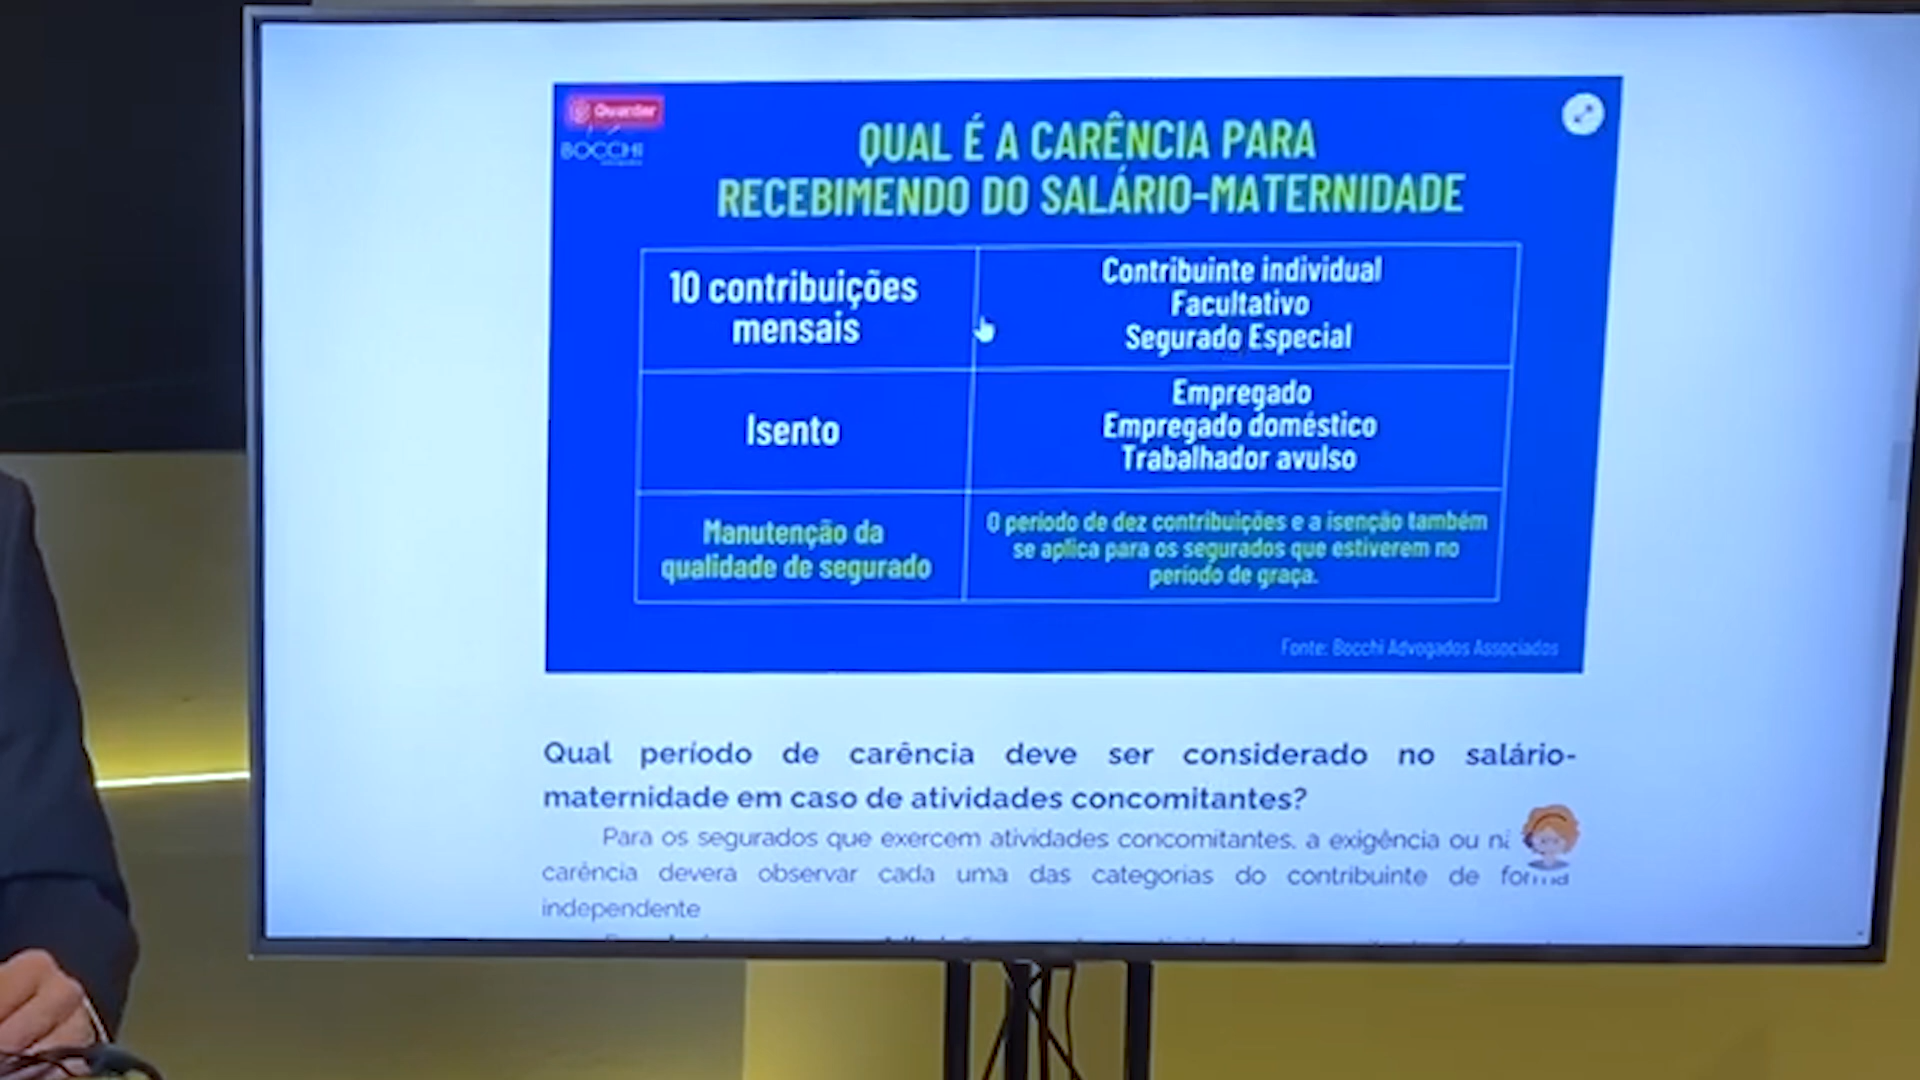 Guardar
BOCCHI
QUAL É A CARÊNCIA PARA
RECEBIMENDO DO SALÁRIO-MATERNIDADE
10 contribuições
mensais
Contribuinte individual
Facultativo
Segurado Especial
Isento
Empregado
Empregado doméstico
Trabalhador avulso
Manutenção da
qualidade de segurado
O período de dez contribuições e a isenção também
se aplica para os segurados que estiverem no
período de graça.
Fonte: Bocchi Advogados Associados
Qual período de carência deve ser considerado no salário-
maternidade em caso de atividades concomitantes?
Para os segurados que exercem atividades concomitantes, a exigência ou
carência deverá observar cada uma das categorias do contribuinte de forma
independente